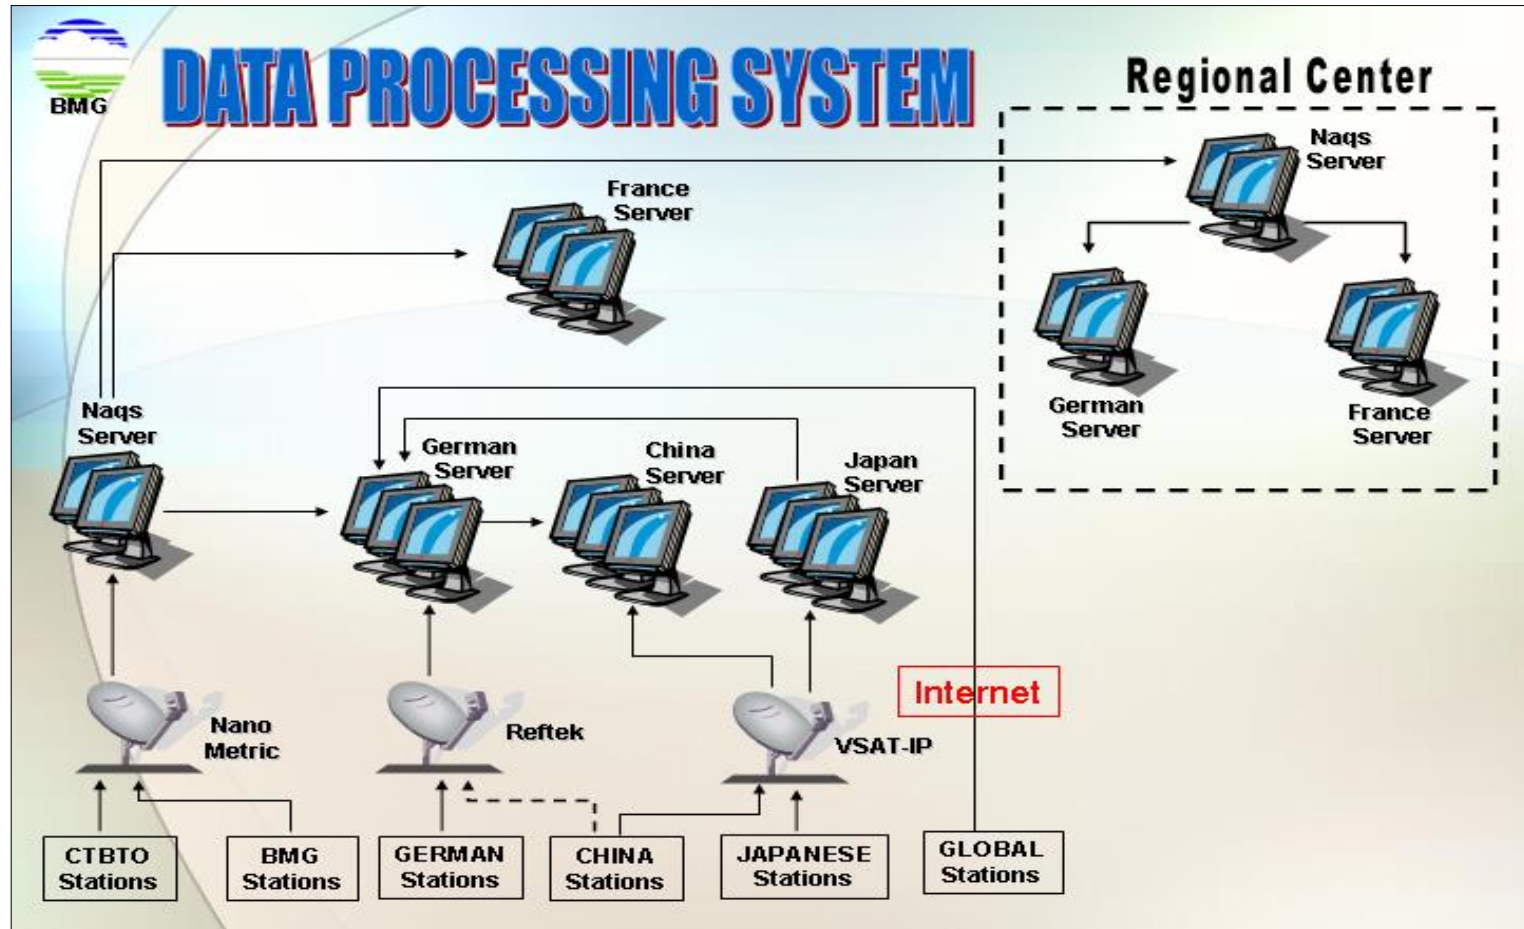 BMG
DATA PROCESSING SYSTEM
Regional Center
Naqs
Server
France
Server
German
Server
France
Server
Naqs
Server
German
Server
China
Server
Japan
Server
Internet
Nano
Metric
Reftek
VSAT-IP
CTBTO
Stations
BMG
Stations
GERMAN
Stations
CHINA
Stations
JAPANESE
Stations
GLOBAL
Stations